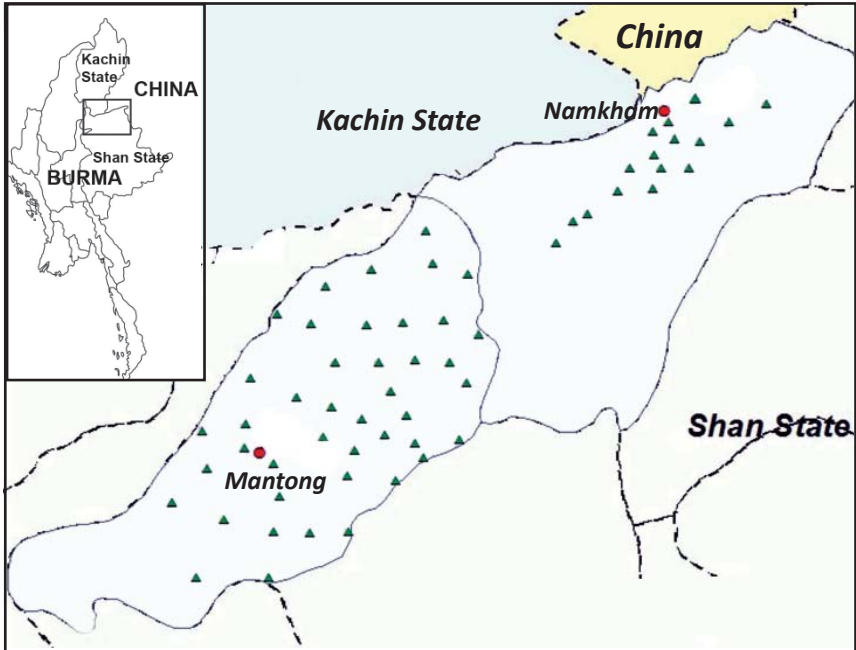 Kachin
State
CHINA
Shan State
BURMA
China
Namkham
Kachin State
Shan State
Mantong